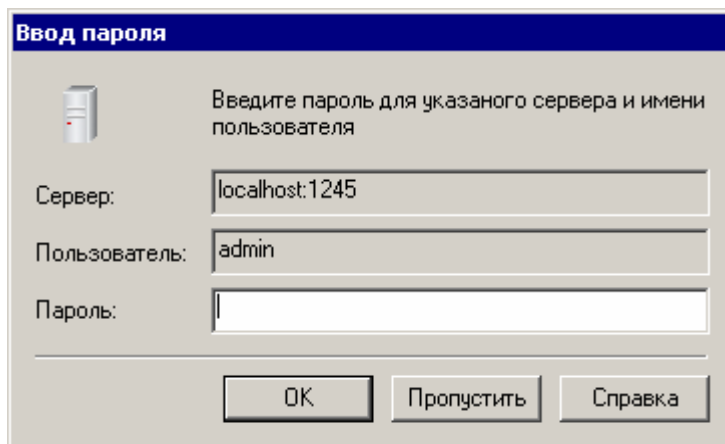 Ввод пароля
Введите пароль для указаного сервера и имени
пользователя
Сервер: localhost:1245
Пользователь: admin
Пароль:
OK Пропустить Справка